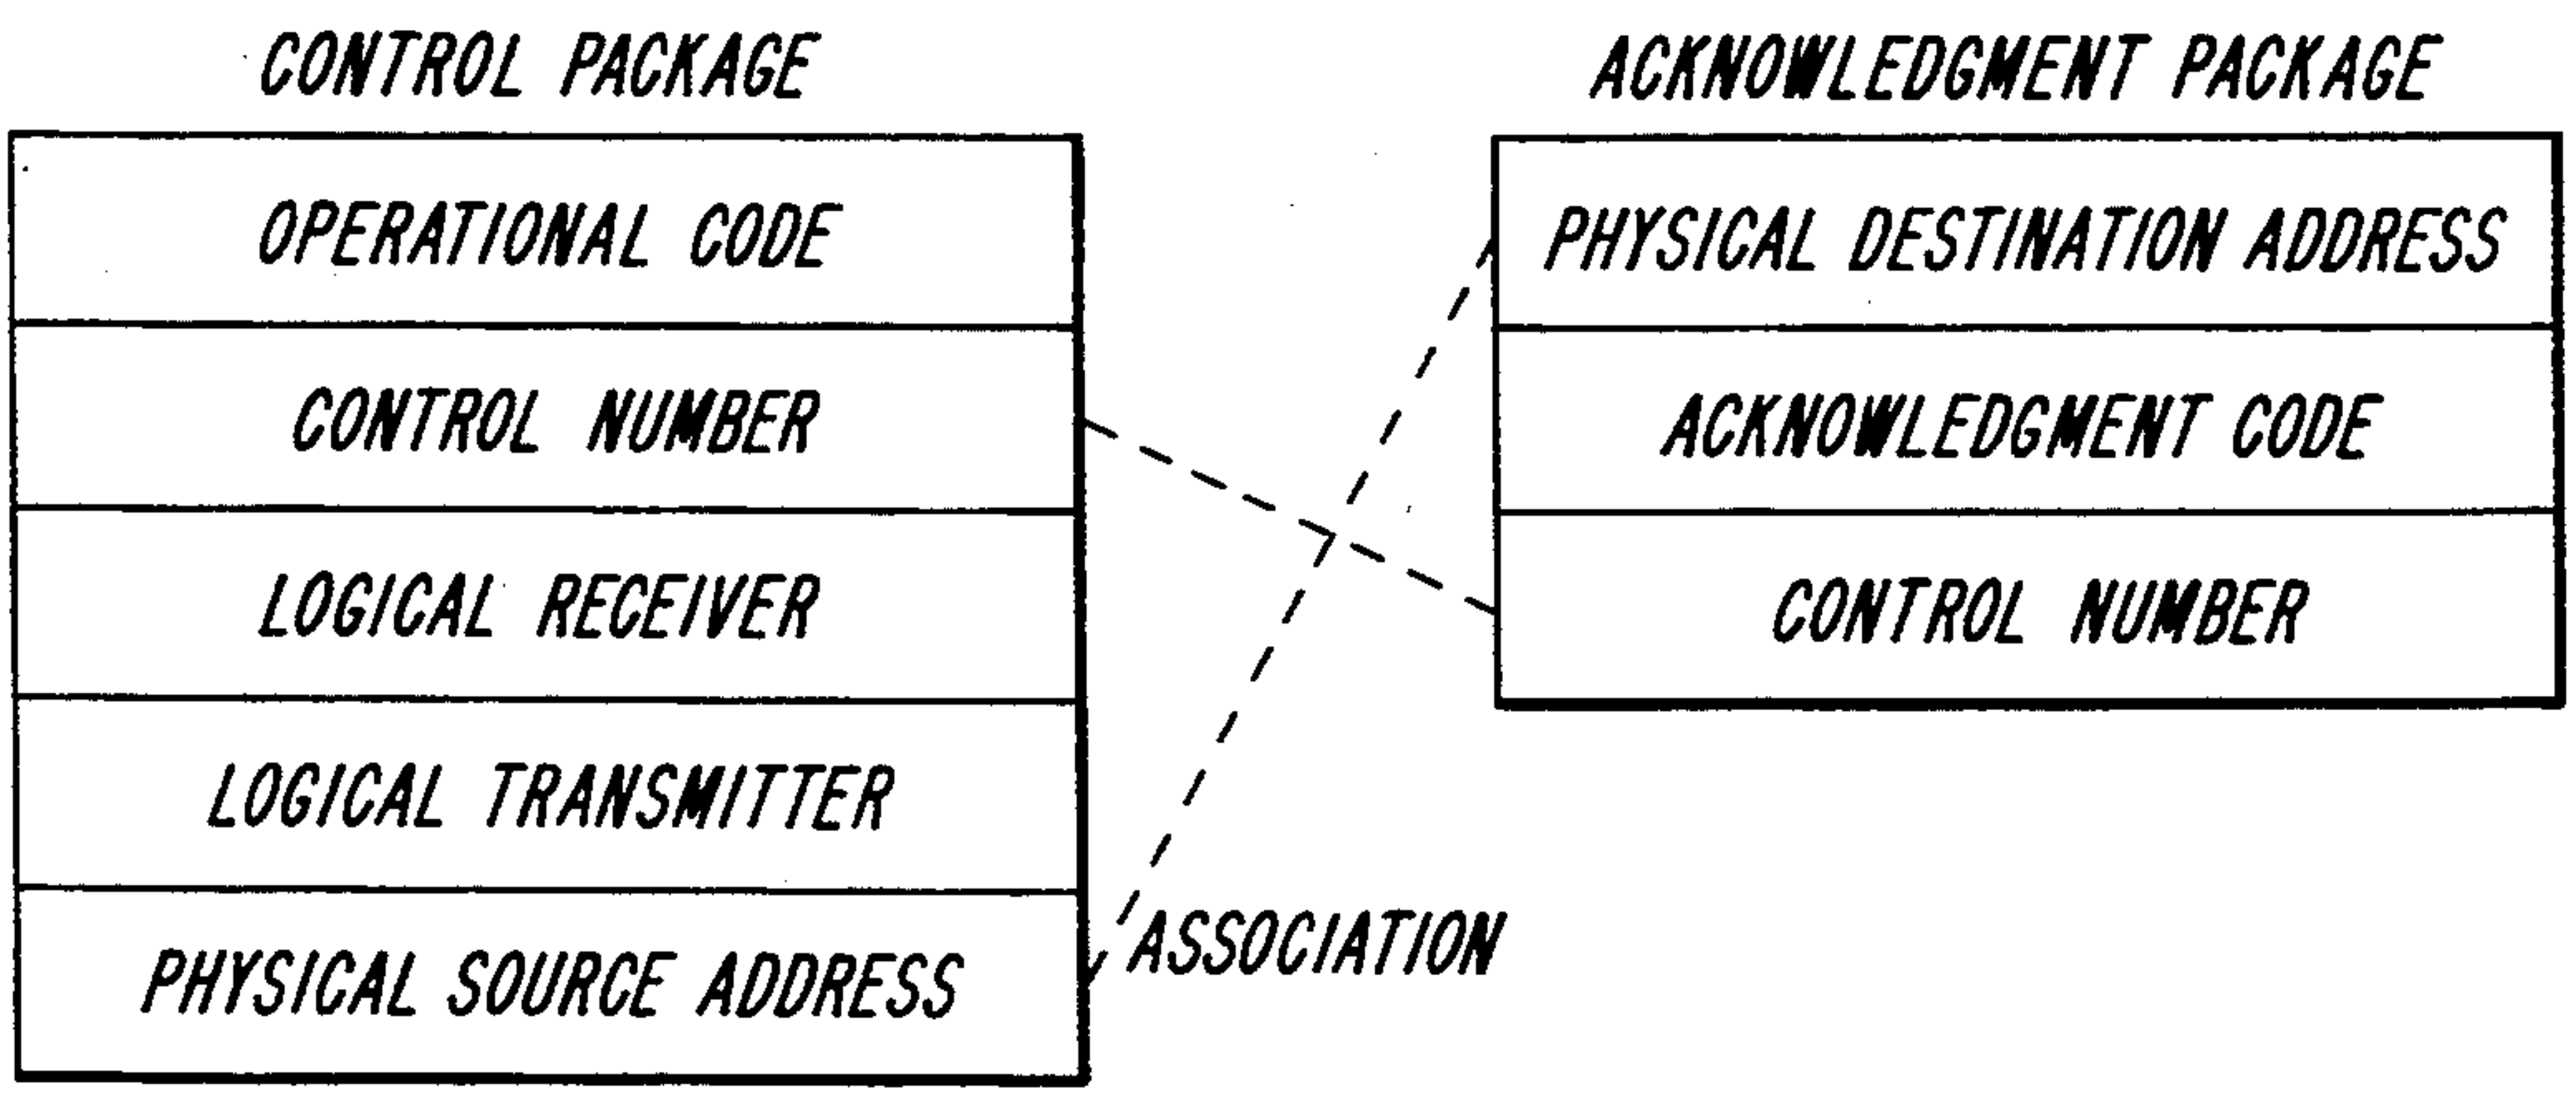 CONTROL PACKAGE
OPERATIONAL CODE
CONTROL NUMBER
LOGICAL RECEIVER
LOGICAL TRANSMITTER
PHYSICAL SOURCE ADDRESS
ASSOCIATION
ACKNOWLEDGMENT PACKAGE
PHYSICAL DESTINATION ADDRESS
ACKNOWLEDGMENT CODE
CONTROL NUMBER